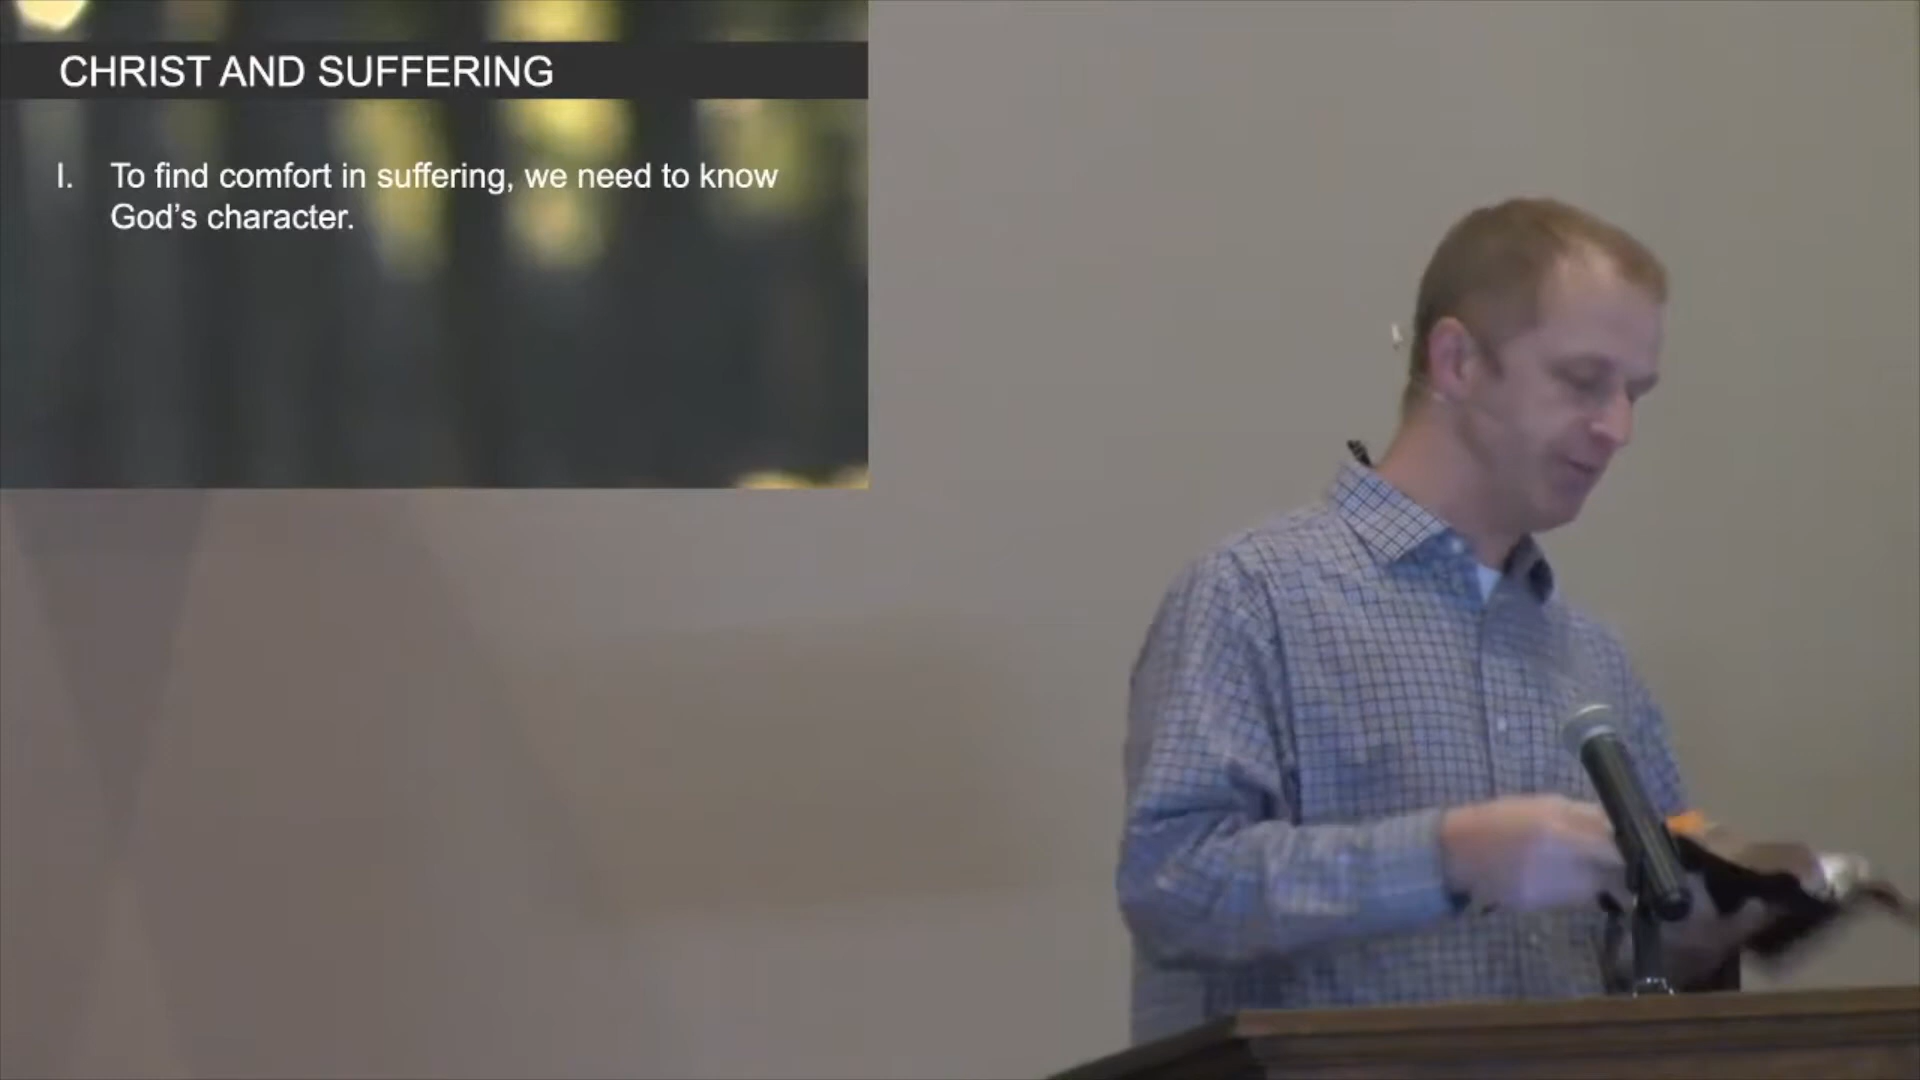 CHRIST AND SUFFERING
I. To find comfort in suffering, we need to know
God's character.